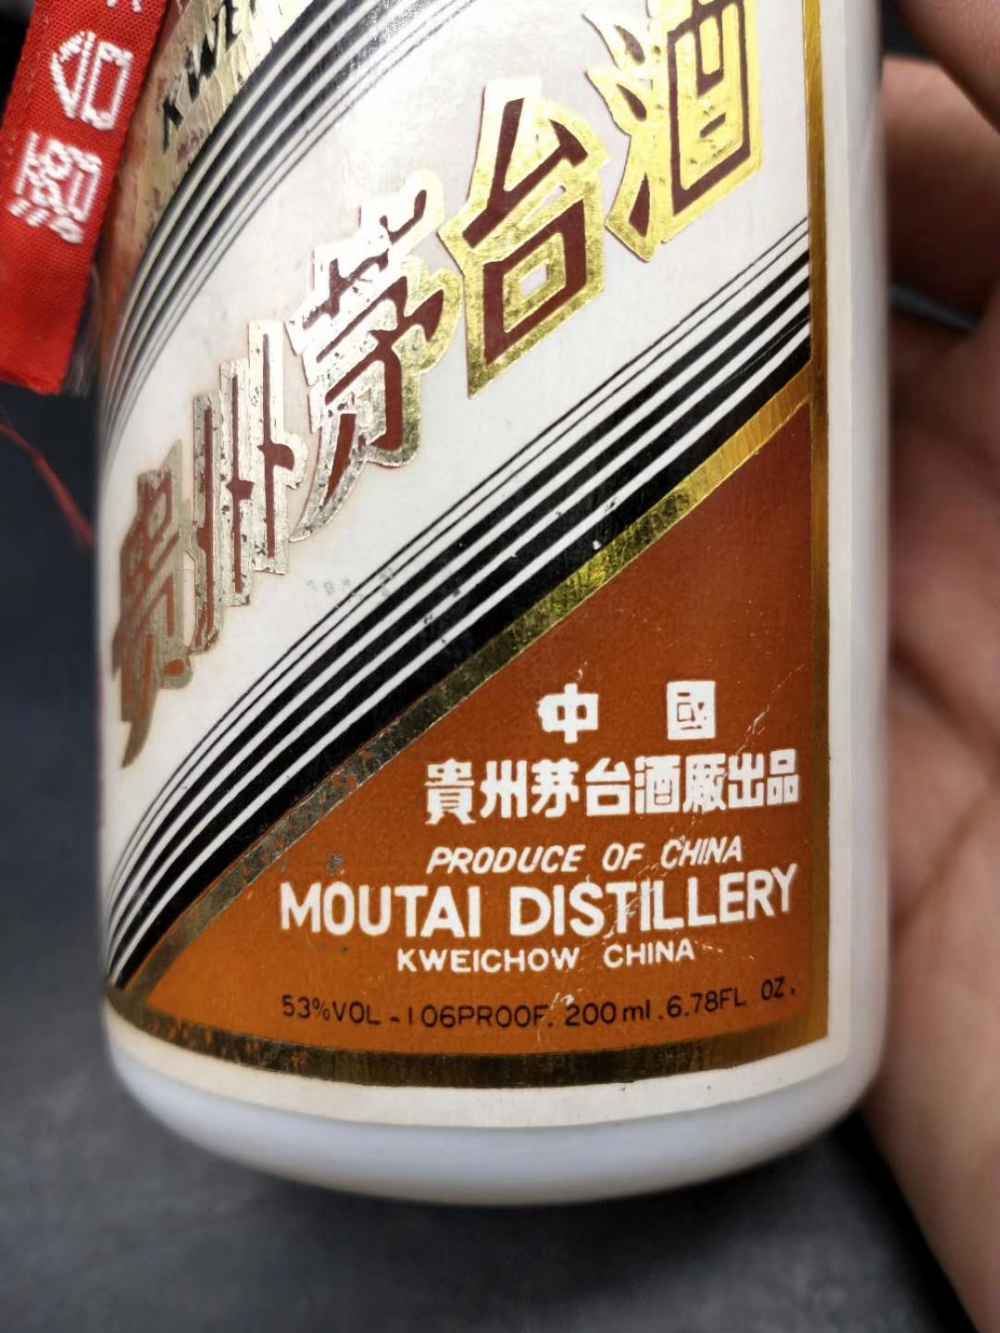 貴州茅台酒
中國
貴州茅台酒廠出品
PRODUCE OF CHINA
MOUTAI DISTILLERY
KWEICHOW CHINA
53%VOL - 106PROOF. 200ml. 6.78FL OZ.